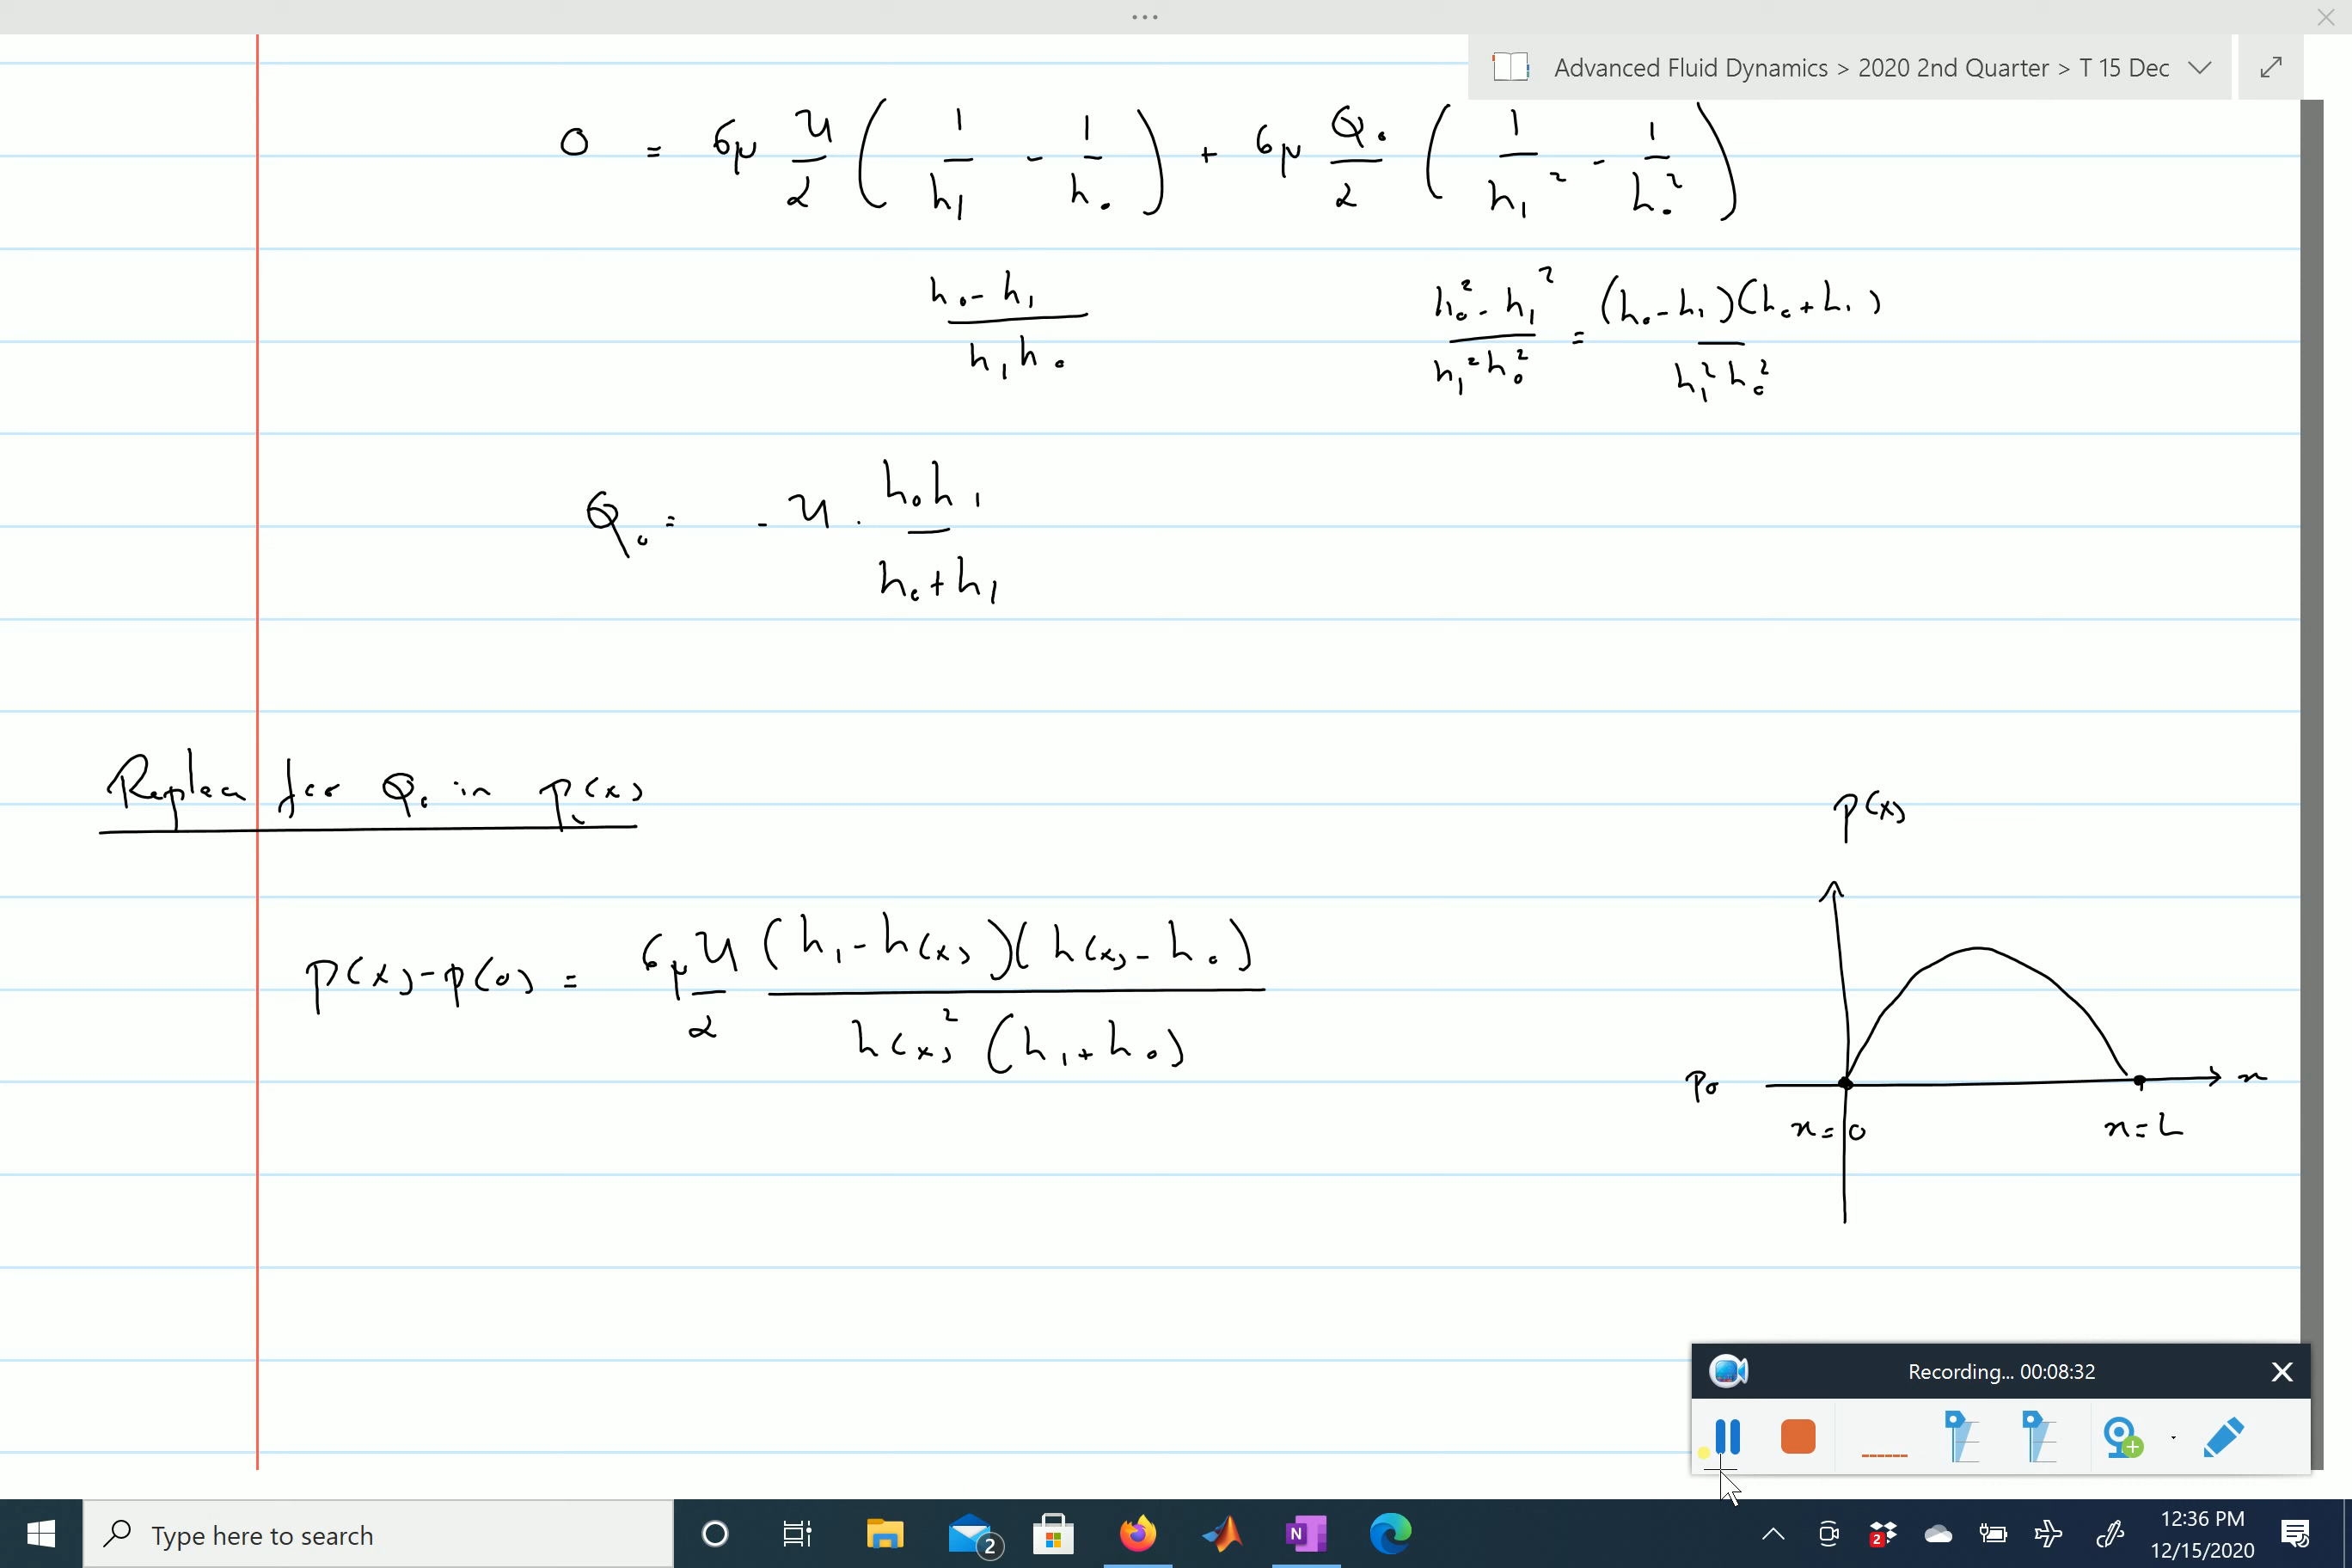 Advanced Fluid Dynamics > 2020 2nd Quarter > T 15 Dec
0 = 6μ U/α ( 1/h₁ - 1/h₀ ) + 6μ Q₀/α ( 1/h₁² - 1/h₀² )
(h₀ - h₁)/(h₁h₀)
(h₀² - h₁²)/(h₁²h₀²) = (h₀ - h₁)(h₀ + h₁)/(h₁²h₀²)
Q₀ = - U · h₀h₁/(h₀ + h₁)
Replace for Q₀ in p(x)
p(x) - p(0) = 6μU/α (h₁ - h(x))(h(x) - h₀)/(h(x)² (h₁ + h₀))
p(x)
p₀
x
x = 0
x = L
Recording... 00:08:32
Type here to search
2
N
2
12:36 PM
12/15/2020